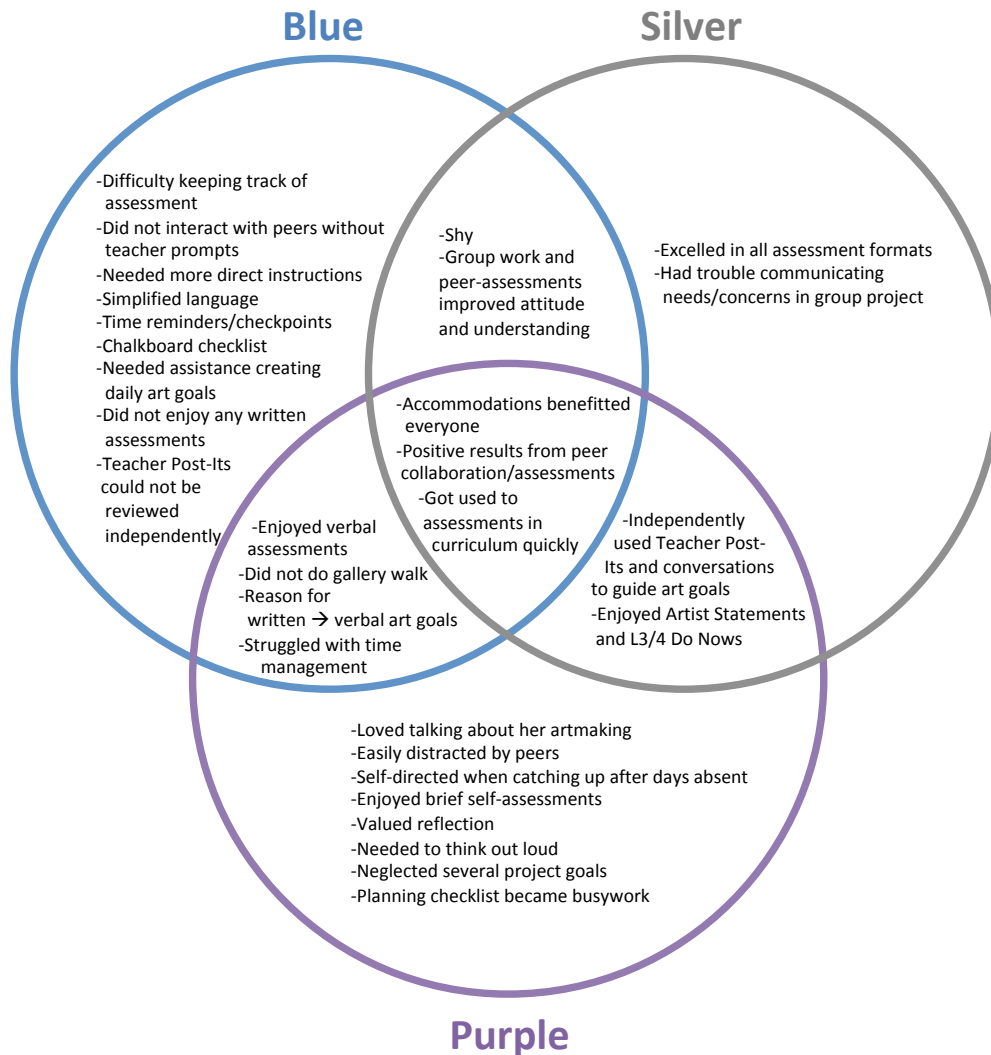 Blue
Silver
-Difficulty keeping track of
assessment
-Did not interact with peers without
teacher prompts
-Needed more direct instructions
-Simplified language
-Time reminders/checkpoints
-Chalkboard checklist
-Needed assistance creating
daily art goals
-Did not enjoy any written
assessments
-Teacher Post-Its
could not be
reviewed
independently
-Shy
-Group work and
peer-assessments
improved attitude
and understanding
-Excelled in all assessment formats
-Had trouble communicating
needs/concerns in group project
-Accommodations benefitted
everyone
-Positive results from peer
collaboration/assessments
-Got used to
assessments in
curriculum quickly
-Enjoyed verbal
assessments
-Did not do gallery walk
-Reason for
written → verbal art goals
-Struggled with time
management
-Independently
used Teacher Post-
Its and conversations
to guide art goals
-Enjoyed Artist Statements
and L3/4 Do Nows
-Loved talking about her artmaking
-Easily distracted by peers
-Self-directed when catching up after days absent
-Enjoyed brief self-assessments
-Valued reflection
-Needed to think out loud
-Neglected several project goals
-Planning checklist became busywork
Purple